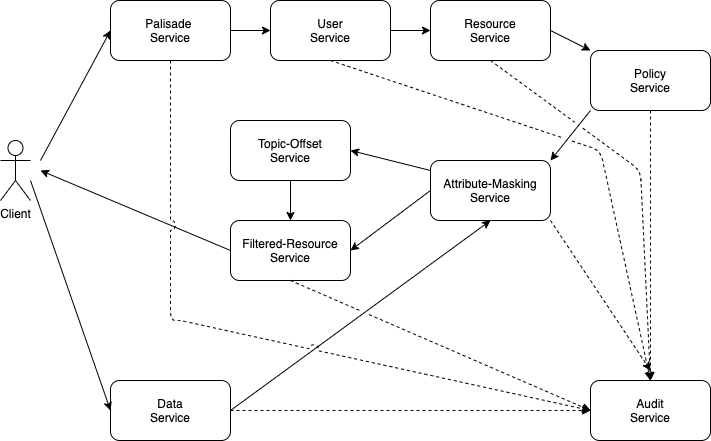 Palisade
Service
User
Service
Resource
Service
Policy
Service
Topic-Offset
Service
Attribute-Masking
Service
Client
Filtered-Resource
Service
Data
Service
Audit
Service